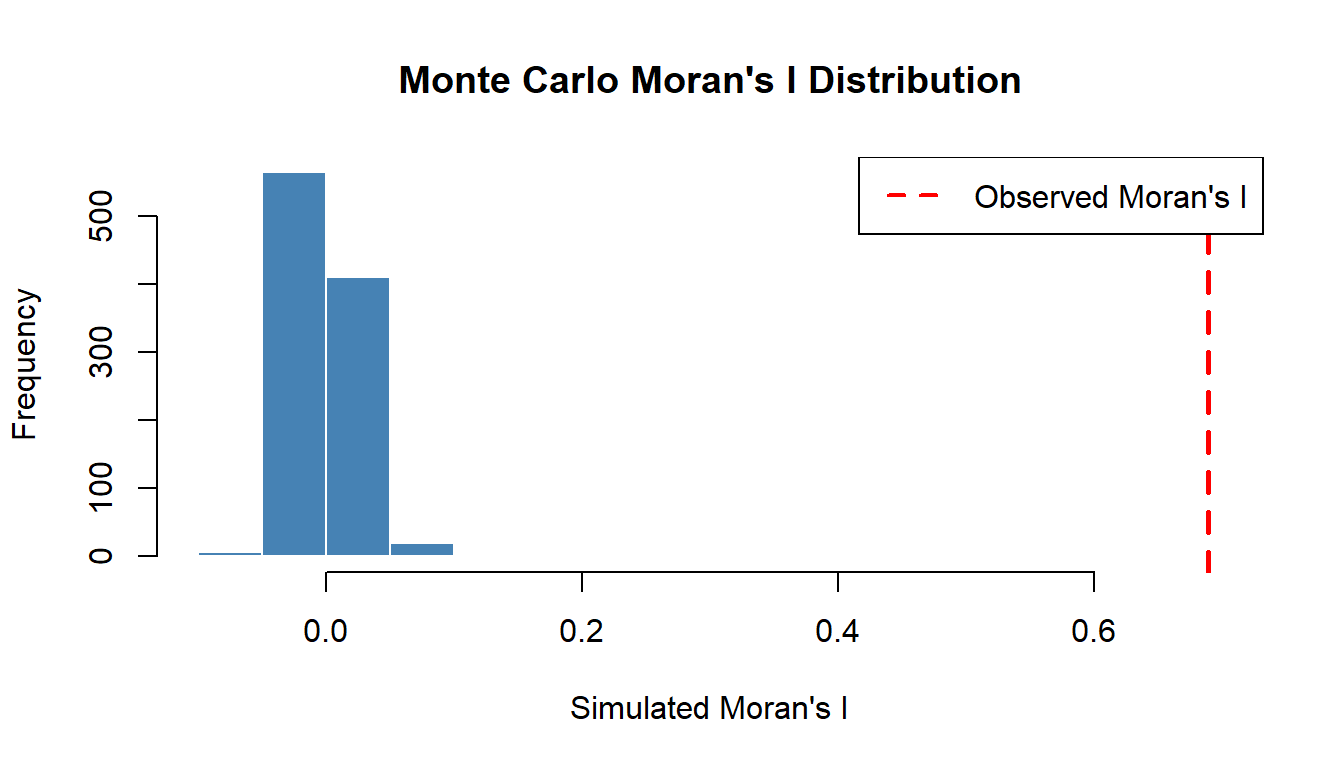 Monte Carlo Moran's I Distribution
Observed Moran's I
Frequency
500
300
100
0
0.0 0.2 0.4 0.6
Simulated Moran's I